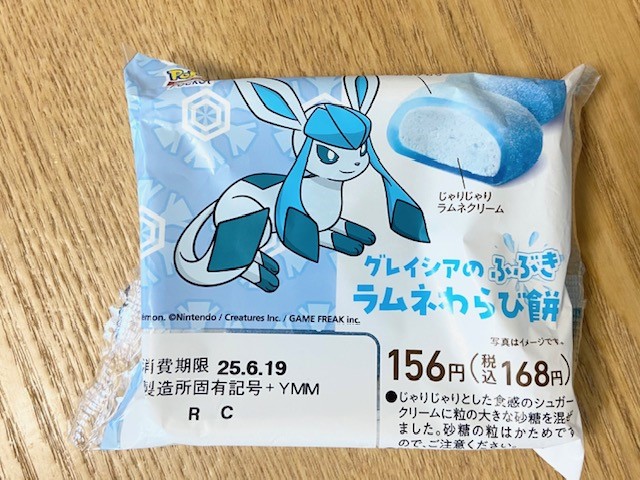 じゃりじゃり
ラムネクリーム
グレイシアのふぶき
ラムネわらび餅
©Nintendo / Creatures Inc. / GAME FREAK inc.
写真はイメージです。
消費期限 25.6.19
製造所固有記号+YMM
R C
156円(税込168円)
●じゃりじゃりとした食感のシュガー
クリームに粒の大きな砂糖を混ぜ
ました。砂糖の粒はかためです
ので、ご注意ください。